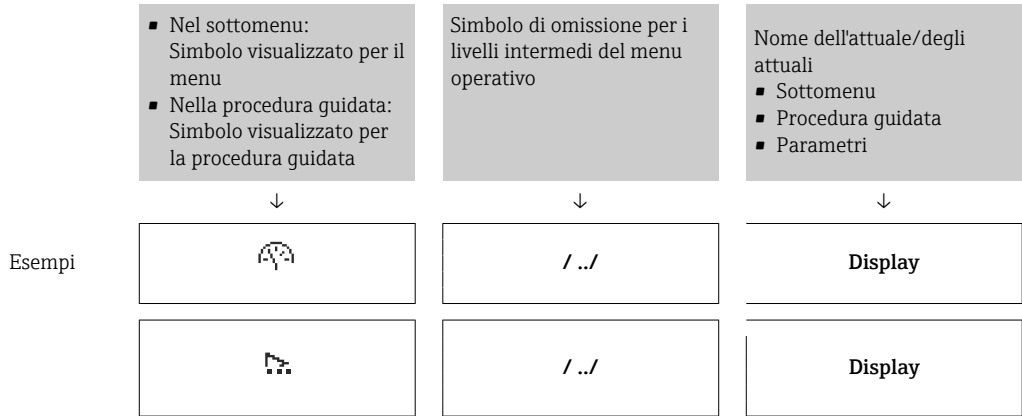 ▪ Nel sottomenu:
Simbolo visualizzato per il
menu
▪ Nella procedura guidata:
Simbolo visualizzato per
la procedura guidata
Simbolo di omissione per i
livelli intermedi del menu
operativo
Nome dell'attuale/degli
attuali
▪ Sottomenu
▪ Procedura guidata
▪ Parametri
↓ ↓ ↓
Esempi / ../ Display
/ ../ Display